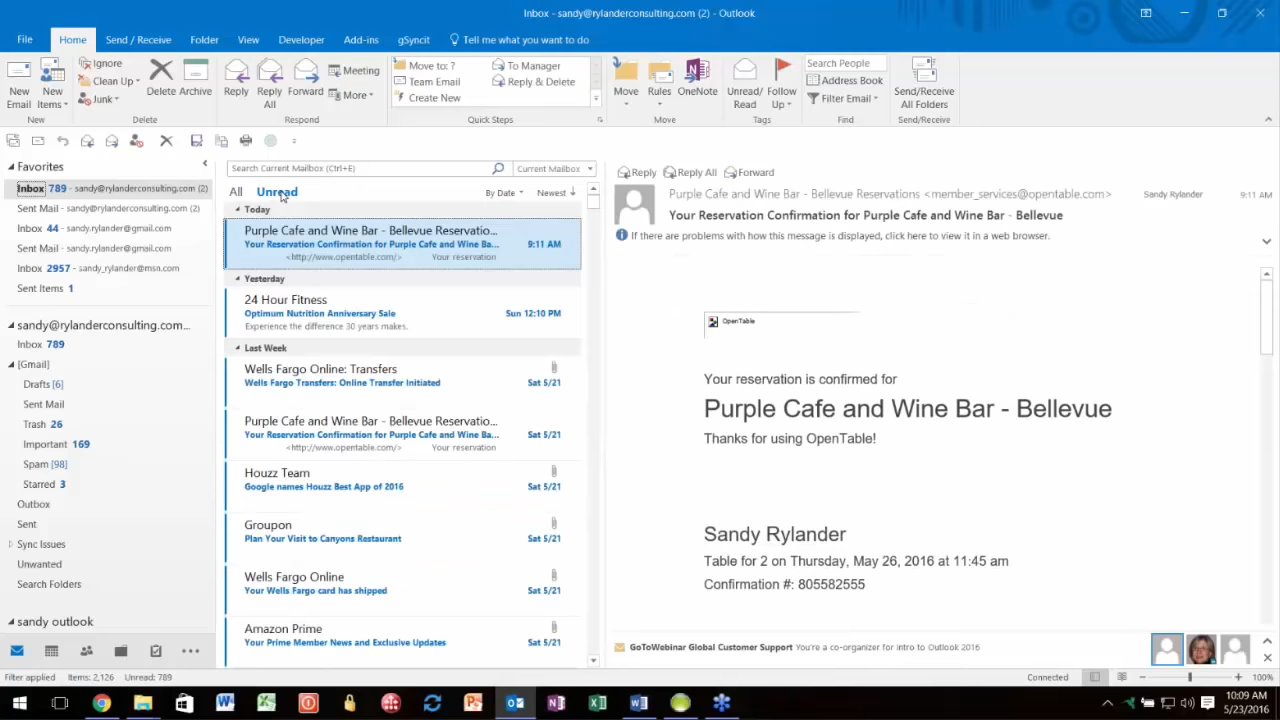 Inbox - sandy@rylanderconsulting.com (2) - Outlook
File Home Send / Receive Folder View Developer Add-ins gSyncit Tell me what you want to do
New Email
New Items
New
Ignore
Clean Up
Junk
Delete
Archive
Delete
Reply
Reply All
Forward
Meeting
More
Respond
Move to: ?
Team Email
Create New
To Manager
Reply & Delete
Quick Steps
Move
Rules
OneNote
Move
Unread/ Read
Follow Up
Tags
Search People
Address Book
Filter Email
Find
Send/Receive All Folders
Send/Receive
Favorites
Inbox 789 - sandy@rylanderconsulting.com (2)
Sent Mail - sandy@rylanderconsulting.com (2)
Inbox 44 - sandy.rylander@gmail.com
Sent Mail - sandy.rylander@gmail.com
Inbox 2957 - sandy_rylander@msn.com
Sent Items 1
sandy@rylanderconsulting.com...
Inbox 789
[Gmail]
Drafts [6]
Sent Mail
Trash 26
Important 169
Spam [98]
Starred 3
Outbox
Sent
Sync Issues
Unwanted
Search Folders
sandy outlook
Search Current Mailbox (Ctrl+E) Current Mailbox
All Unread By Date Newest
Today
Purple Cafe and Wine Bar - Bellevue Reservatio...
Your Reservation Confirmation for Purple Cafe and Wine Ba... 9:11 AM
<http://www.opentable.com/> Your reservation
Yesterday
24 Hour Fitness
Optimum Nutrition Anniversary Sale Sun 12:10 PM
Experience the difference 30 years makes.
Last Week
Wells Fargo Online: Transfers
Wells Fargo Transfers: Online Transfer Initiated Sat 5/21
Purple Cafe and Wine Bar - Bellevue Reservatio...
Your Reservation Confirmation for Purple Cafe and Wine Ba... Sat 5/21
<http://www.opentable.com/> Your reservation
Houzz Team
Google names Houzz Best App of 2016 Sat 5/21
Groupon
Plan Your Visit to Canyons Restaurant Sat 5/21
Wells Fargo Online
Your Wells Fargo card has shipped Sat 5/21
Amazon Prime
Your Prime Member News and Exclusive Updates Sat 5/21
Reply Reply All Forward
Purple Cafe and Wine Bar - Bellevue Reservations <member_services@opentable.com> Sandy Rylander 9:11 AM
Your Reservation Confirmation for Purple Cafe and Wine Bar - Bellevue
If there are problems with how this message is displayed, click here to view it in a web browser.
OpenTable
Your reservation is confirmed for
Purple Cafe and Wine Bar - Bellevue
Thanks for using OpenTable!
Sandy Rylander
Table for 2 on Thursday, May 26, 2016 at 11:45 am
Confirmation #: 805582555
GoToWebinar Global Customer Support You're a co-organizer for Intro to Outlook 2016
Filter applied Items: 2,126 Unread: 789 Connected 100%
10:09 AM
5/23/2016